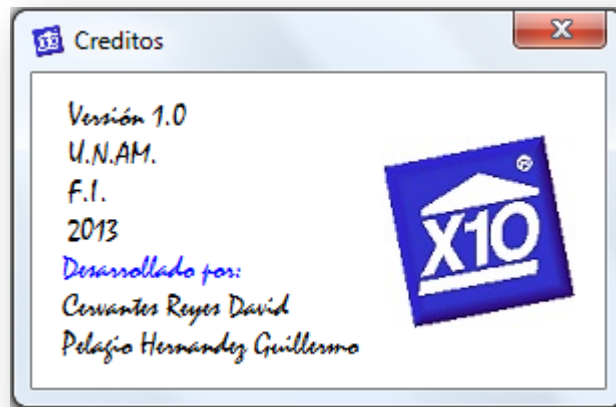 Creditos
Versión 1.0
U.N.AM.
F.I.
2013
Desarrollado por:
Cervantes Reyes David
Pelagio Hernandez Guillermo
X10
®